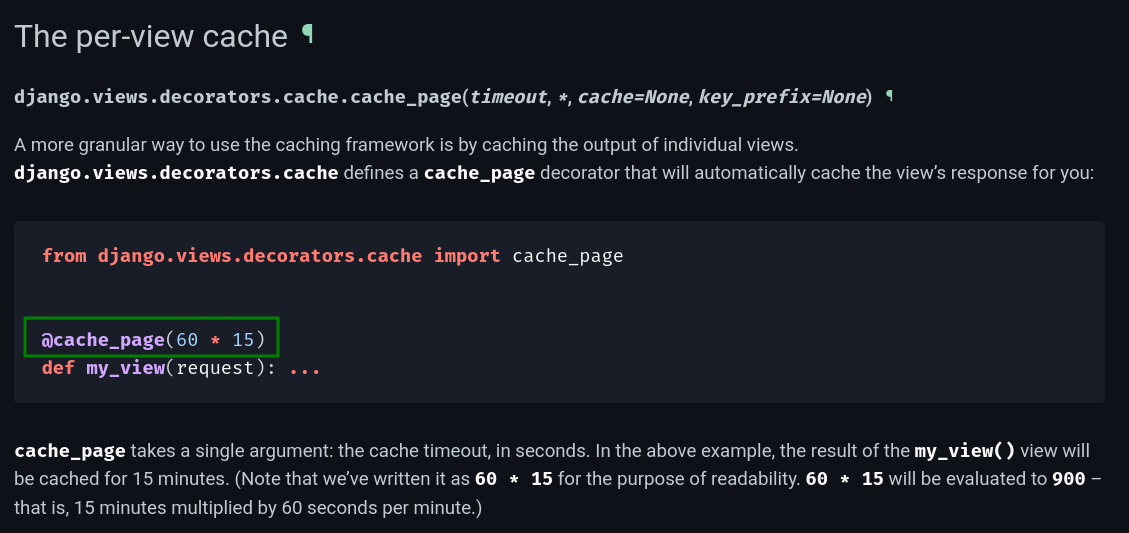 The per-view cache ¶
django.views.decorators.cache.cache_page(timeout, *, cache=None, key_prefix=None) ¶
A more granular way to use the caching framework is by caching the output of individual views.
django.views.decorators.cache defines a cache_page decorator that will automatically cache the view’s response for you:
from django.views.decorators.cache import cache_page
@cache_page(60 * 15)
def my_view(request): ...
cache_page takes a single argument: the cache timeout, in seconds. In the above example, the result of the my_view() view will
be cached for 15 minutes. (Note that we’ve written it as 60 * 15 for the purpose of readability. 60 * 15 will be evaluated to 900 –
that is, 15 minutes multiplied by 60 seconds per minute.)